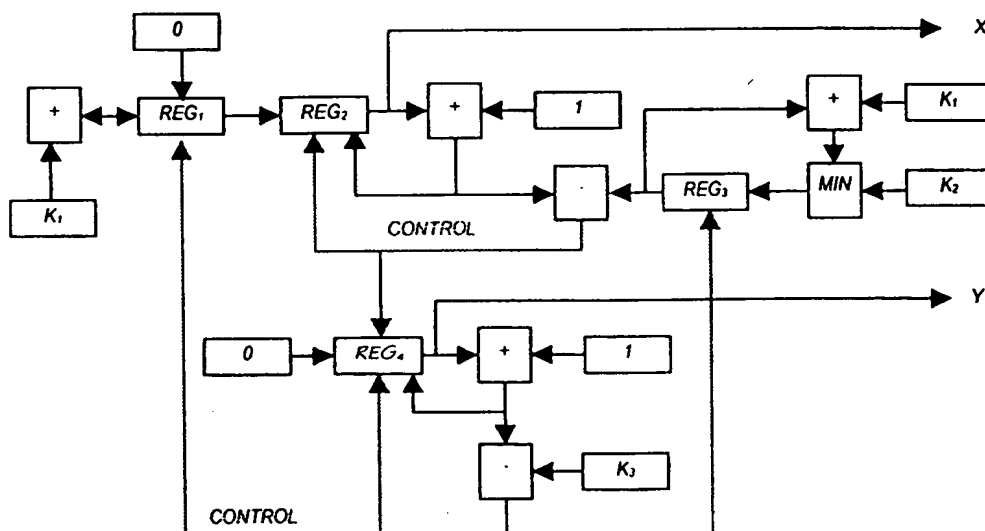 0
X
+
REG₁
REG₂
+
1
+
K₁
K₁
.
REG₃
MIN
K₂
CONTROL
Y
0
REG₄
+
1
.
K₃
CONTROL